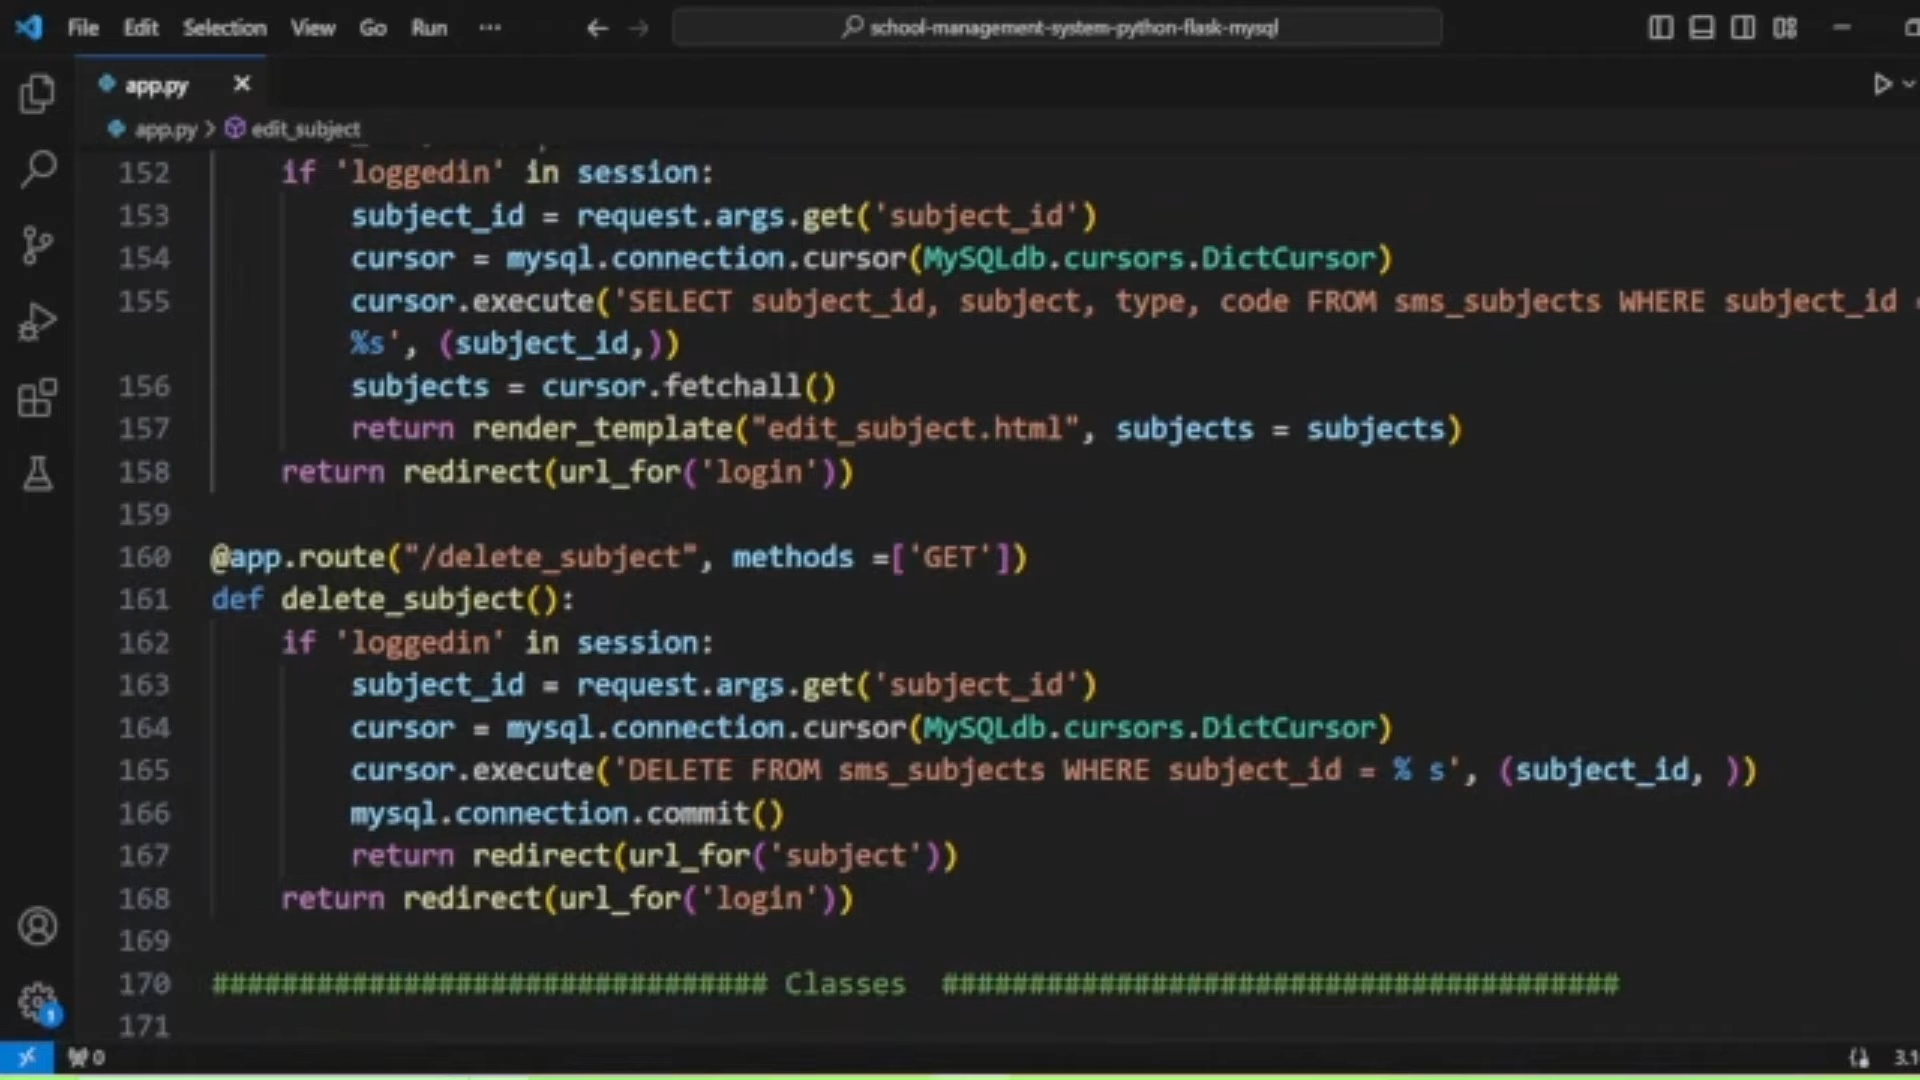 File Edit Selection View Go Run ··· school-management-system-python-flask-mysql
app.py
app.py > edit_subject
152 if 'loggedin' in session:
153 subject_id = request.args.get('subject_id')
154 cursor = mysql.connection.cursor(MySQLdb.cursors.DictCursor)
155 cursor.execute('SELECT subject_id, subject, type, code FROM sms_subjects WHERE subject_id =
%s', (subject_id,))
156 subjects = cursor.fetchall()
157 return render_template("edit_subject.html", subjects = subjects)
158 return redirect(url_for('login'))
159
160 @app.route("/delete_subject", methods =['GET'])
161 def delete_subject():
162 if 'loggedin' in session:
163 subject_id = request.args.get('subject_id')
164 cursor = mysql.connection.cursor(MySQLdb.cursors.DictCursor)
165 cursor.execute('DELETE FROM sms_subjects WHERE subject_id = % s', (subject_id, ))
166 mysql.connection.commit()
167 return redirect(url_for('subject'))
168 return redirect(url_for('login'))
169
170 ################################ Classes #######################################
171
1
0 3.1